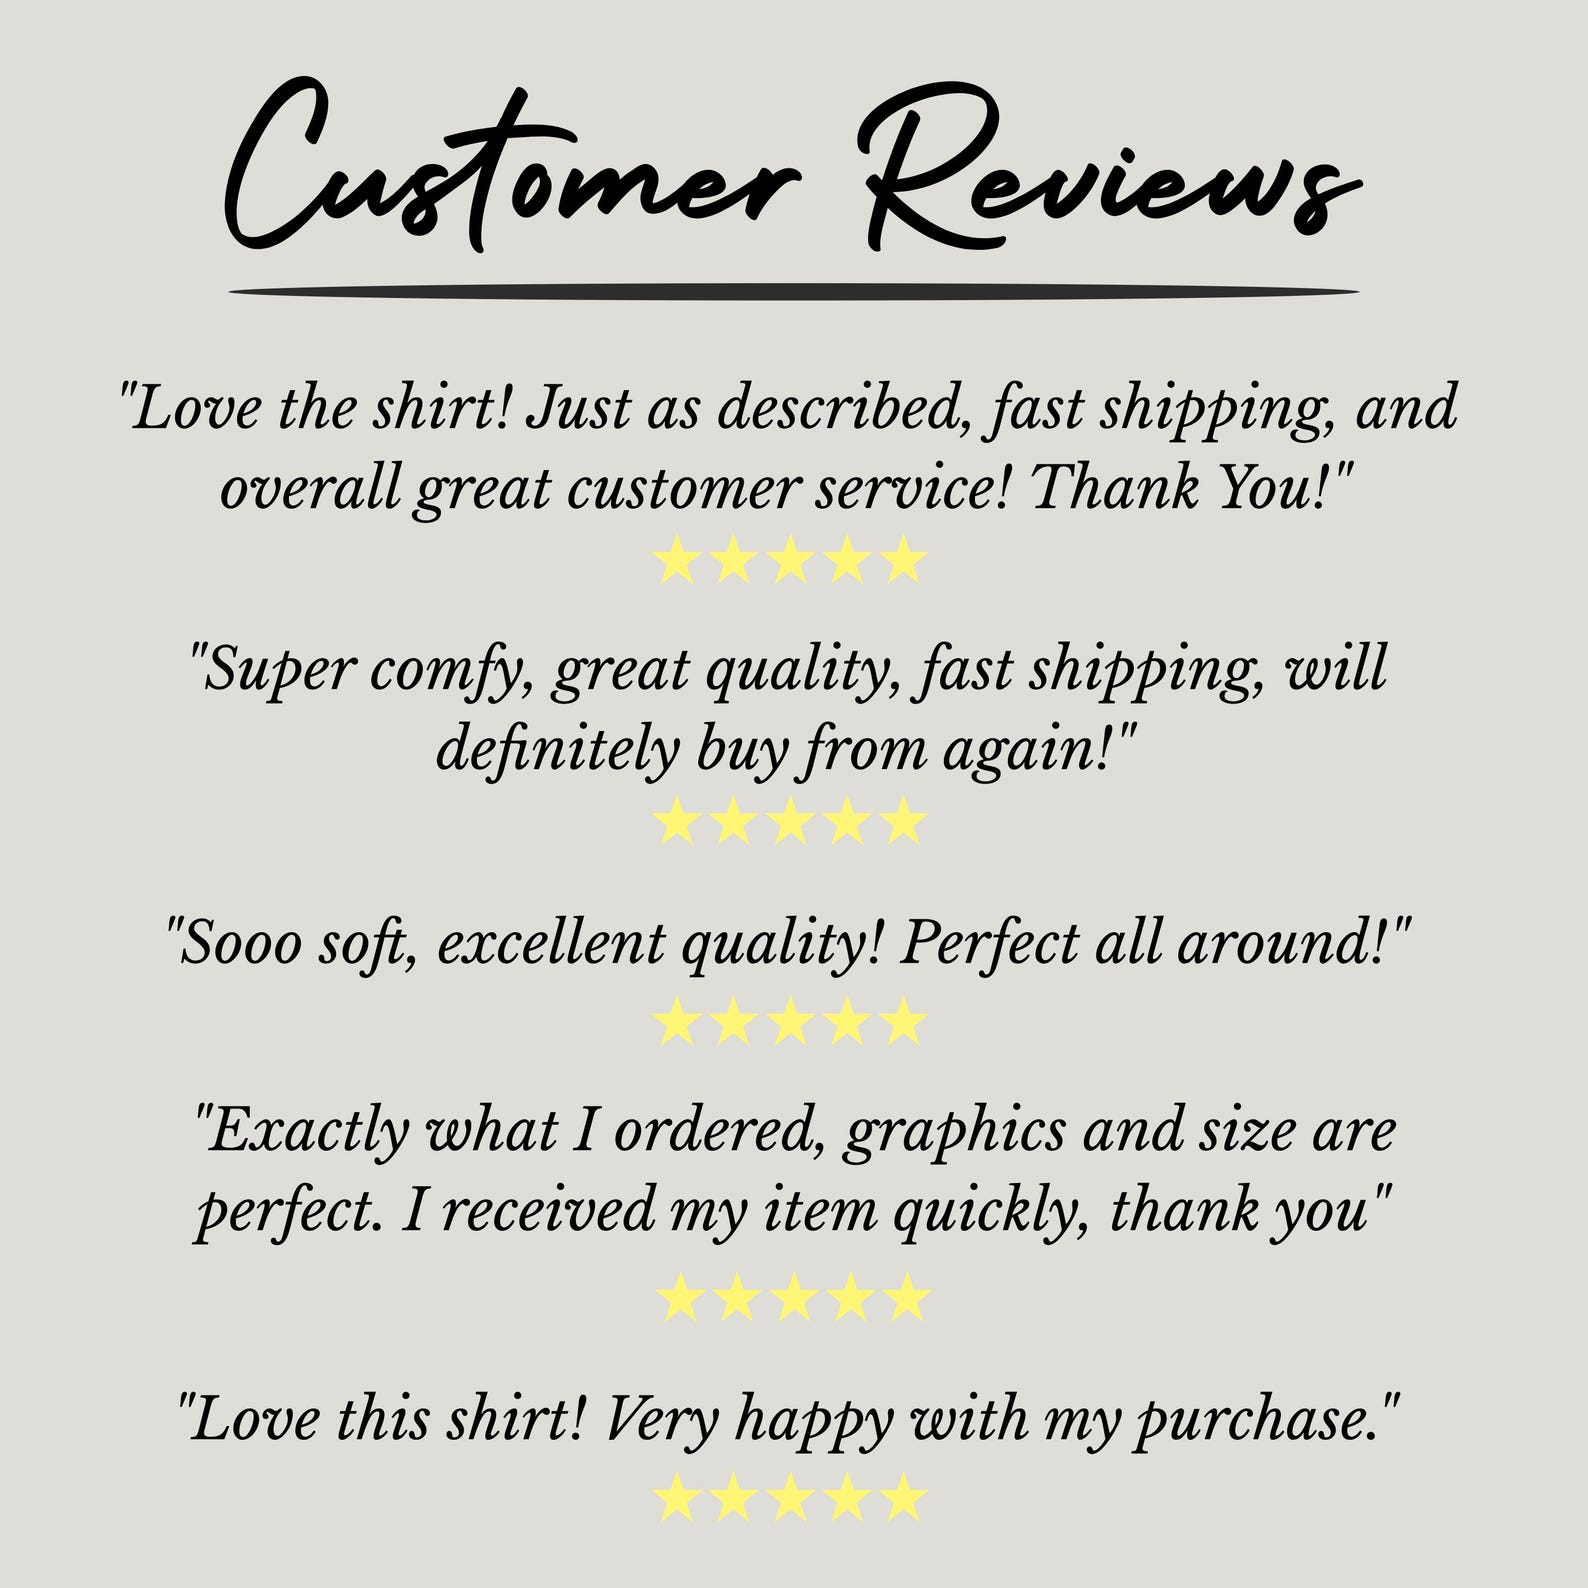 Customer Reviews
"Love the shirt! Just as described, fast shipping, and
overall great customer service! Thank You!"
"Super comfy, great quality, fast shipping, will
definitely buy from again!"
"Sooo soft, excellent quality! Perfect all around!"
"Exactly what I ordered, graphics and size are
perfect. I received my item quickly, thank you"
"Love this shirt! Very happy with my purchase."